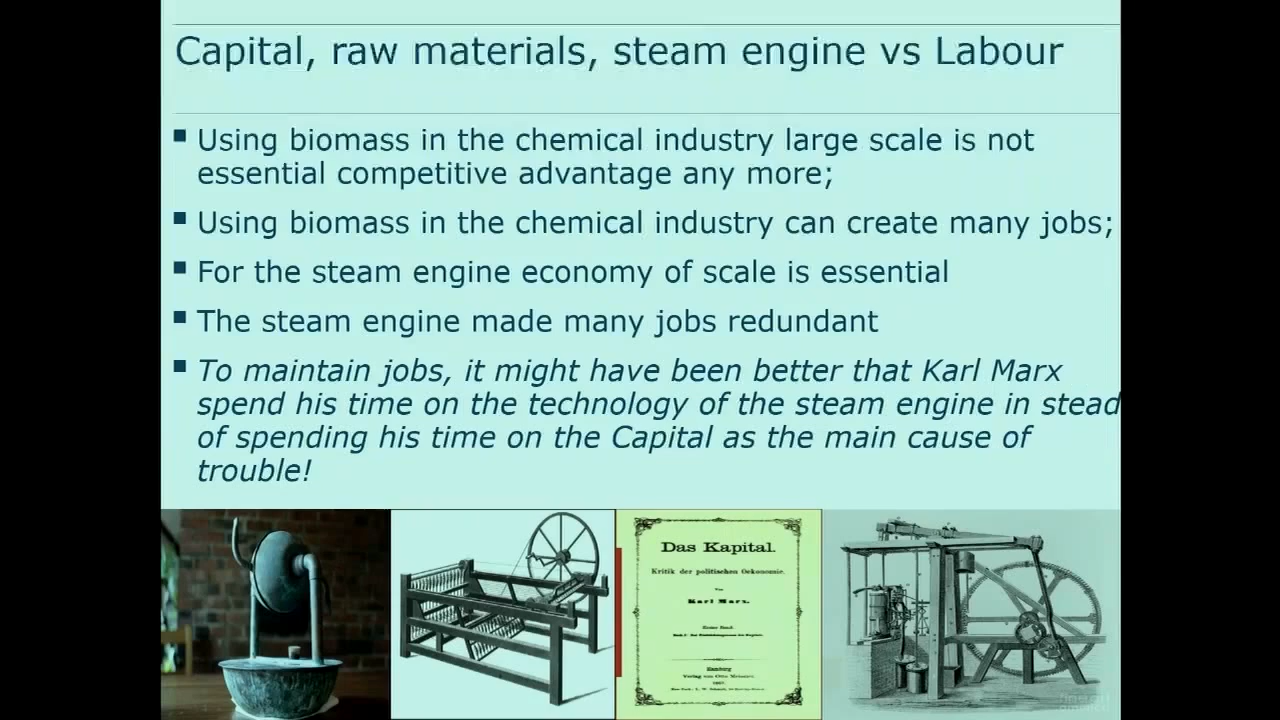 Capital, raw materials, steam engine vs Labour
Using biomass in the chemical industry large scale is not
essential competitive advantage any more;
Using biomass in the chemical industry can create many jobs;
For the steam engine economy of scale is essential
The steam engine made many jobs redundant
To maintain jobs, it might have been better that Karl Marx
spend his time on the technology of the steam engine in stead
of spending his time on the Capital as the main cause of
trouble!
Das Kapital.
Kritik der politischen Oekonomie.
Von
Karl Marx.
Erster Band.
Hamburg
Verlag von Otto Meissner.